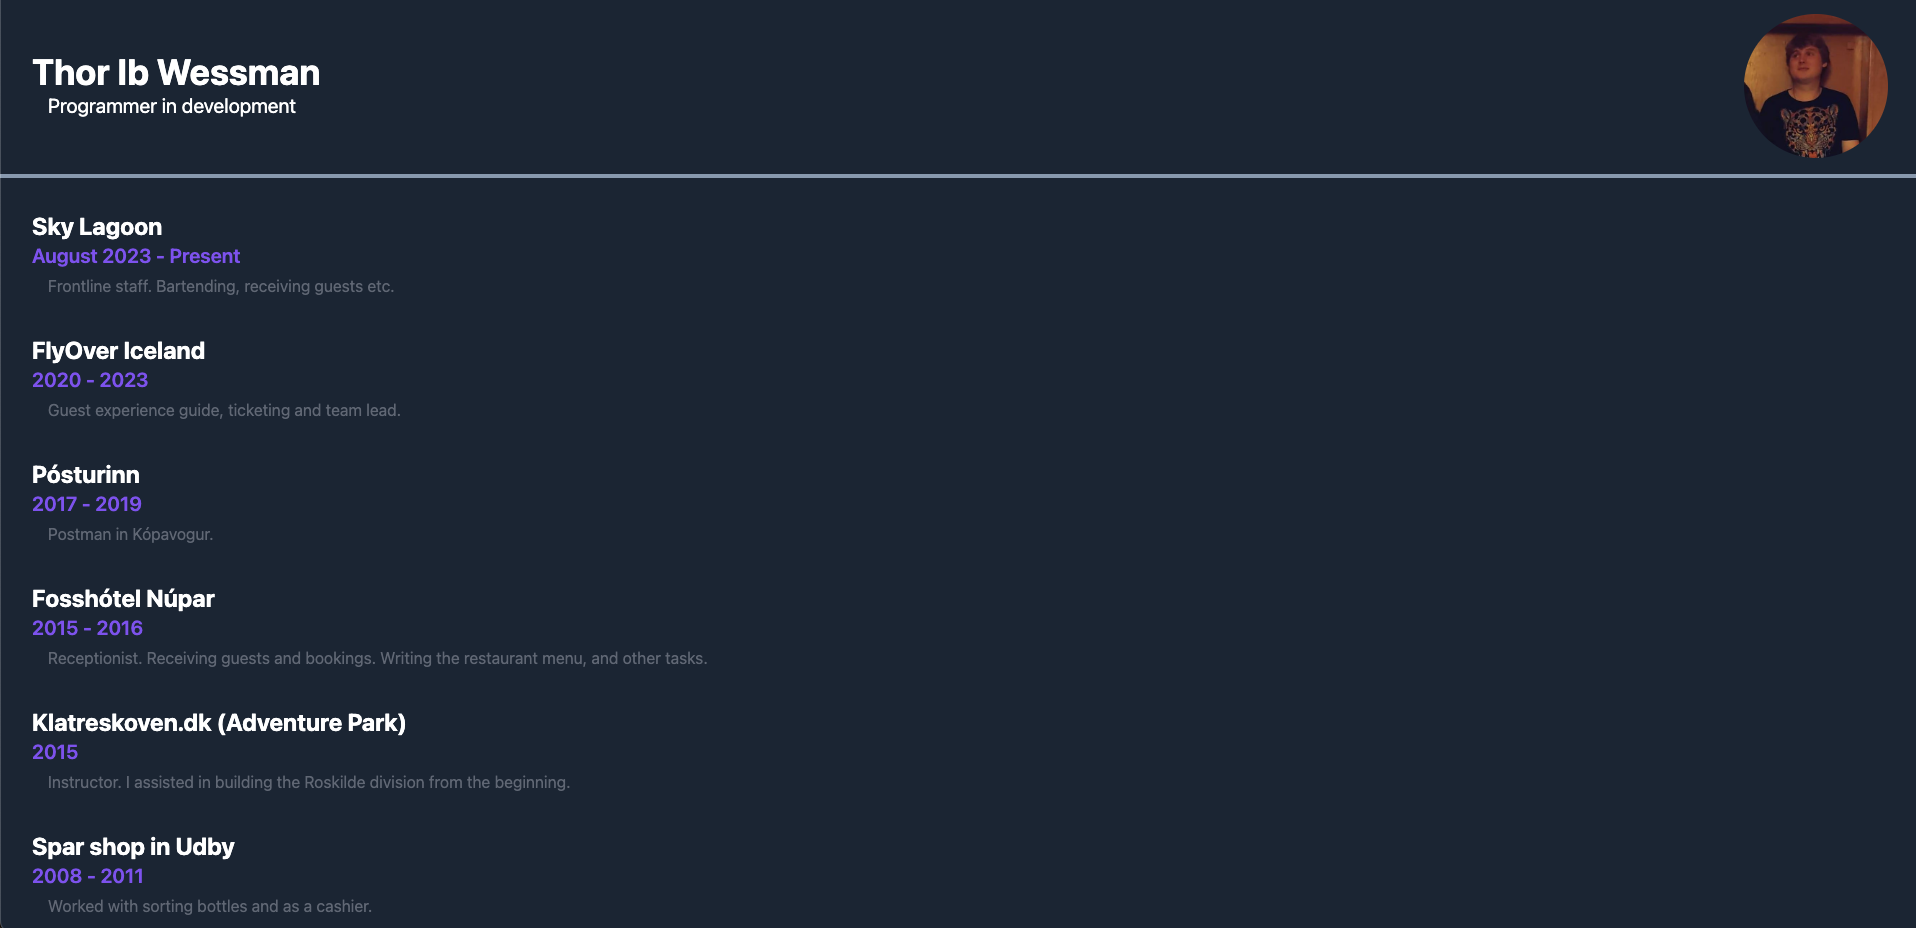 Thor Ib Wessman
Programmer in development
Sky Lagoon
August 2023 - Present
Frontline staff. Bartending, receiving guests etc.
FlyOver Iceland
2020 - 2023
Guest experience guide, ticketing and team lead.
Pósturinn
2017 - 2019
Postman in Kópavogur.
Fosshótel Núpar
2015 - 2016
Receptionist. Receiving guests and bookings. Writing the restaurant menu, and other tasks.
Klatreskoven.dk (Adventure Park)
2015
Instructor. I assisted in building the Roskilde division from the beginning.
Spar shop in Udby
2008 - 2011
Worked with sorting bottles and as a cashier.